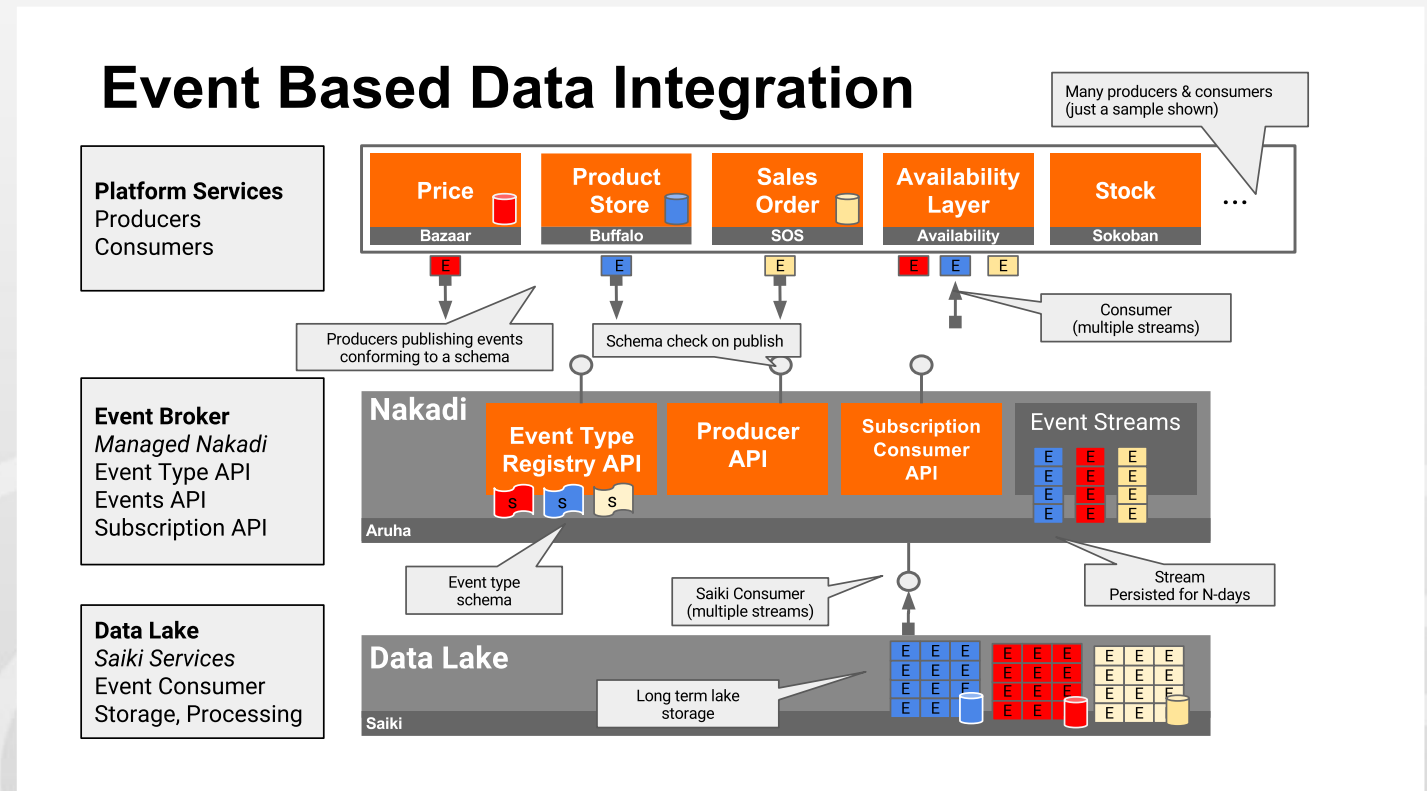 Event Based Data Integration
Many producers & consumers
(just a sample shown)
Platform Services
Producers
Consumers
Price
Bazaar
Product
Store
Buffalo
Sales
Order
SOS
Availability
Layer
Availability
Stock
Sokoban
...
E
E
E
E
E
E
Producers publishing events
conforming to a schema
Schema check on publish
Consumer
(multiple streams)
Event Broker
Managed Nakadi
Event Type API
Events API
Subscription API
Nakadi
Event Type
Registry API
S
S
S
Producer
API
Subscription
Consumer
API
Event Streams
E E E
E E E
E E E
E E E
Aruha
Event type
schema
Saiki Consumer
(multiple streams)
Stream
Persisted for N-days
Data Lake
Saiki Services
Event Consumer
Storage, Processing
Data Lake
Long term lake
storage
E E E E E E E E E
E E E E E E E E E
E E E E E E E E E
E E E E E E
Saiki